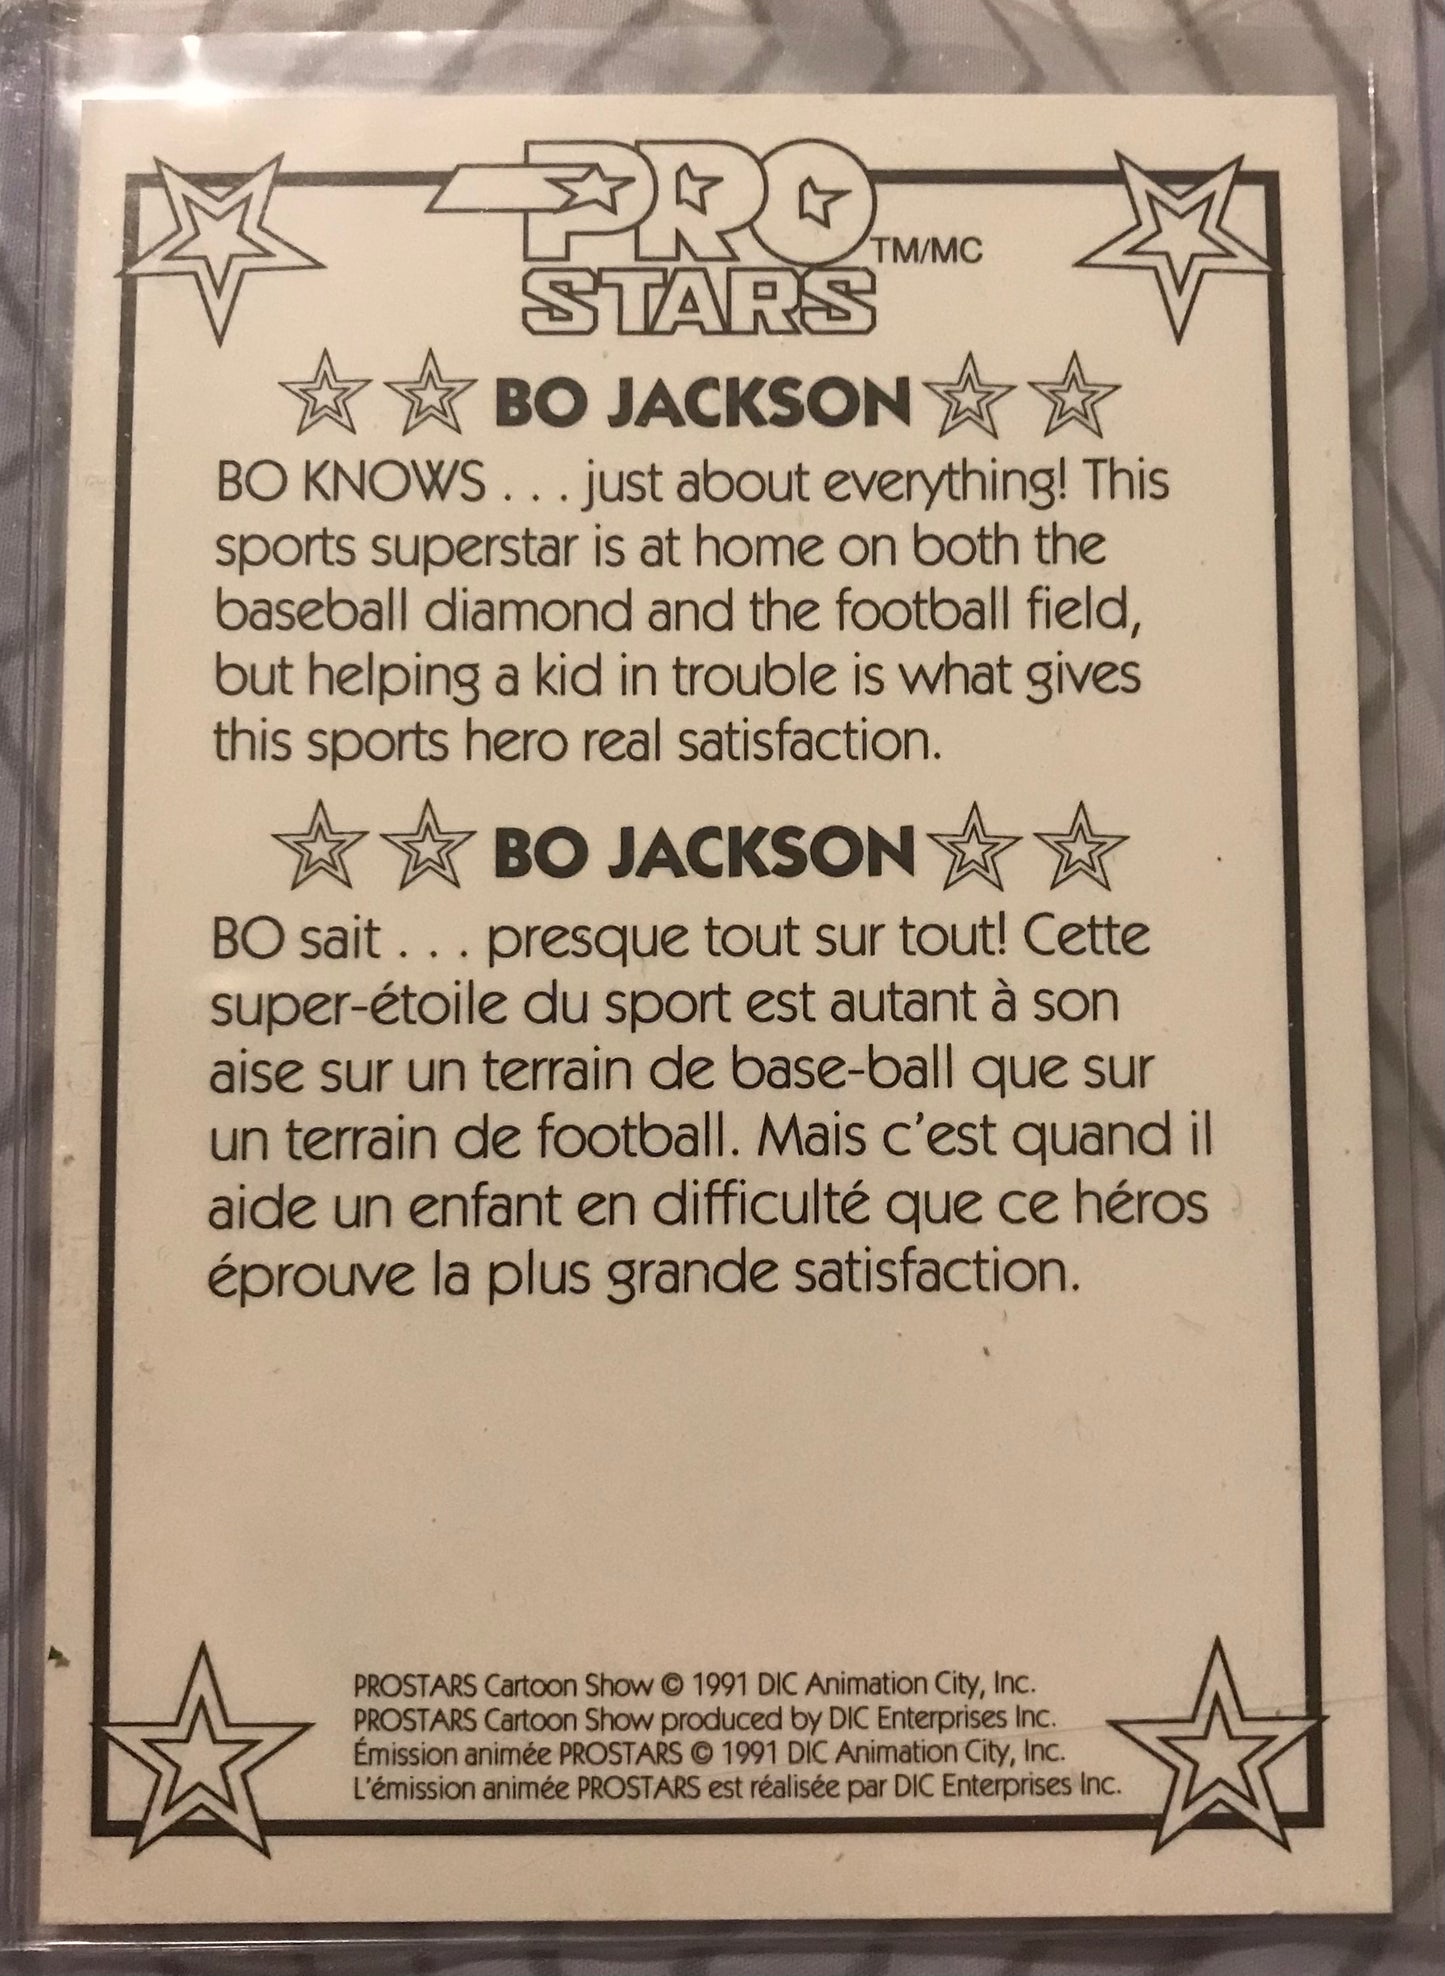 PRO TM/MC
STARS
BO JACKSON
BO KNOWS . . . just about everything! This
sports superstar is at home on both the
baseball diamond and the football field,
but helping a kid in trouble is what gives
this sports hero real satisfaction.
BO JACKSON
BO sait . . . presque tout sur tout! Cette
super-étoile du sport est autant à son
aise sur un terrain de base-ball que sur
un terrain de football. Mais c'est quand il
aide un enfant en difficulté que ce héros
éprouve la plus grande satisfaction.
PROSTARS Cartoon Show © 1991 DIC Animation City, Inc.
PROSTARS Cartoon Show produced by DIC Enterprises Inc.
Émission animée PROSTARS © 1991 DIC Animation City, Inc.
L'émission animée PROSTARS est réalisée par DIC Enterprises Inc.